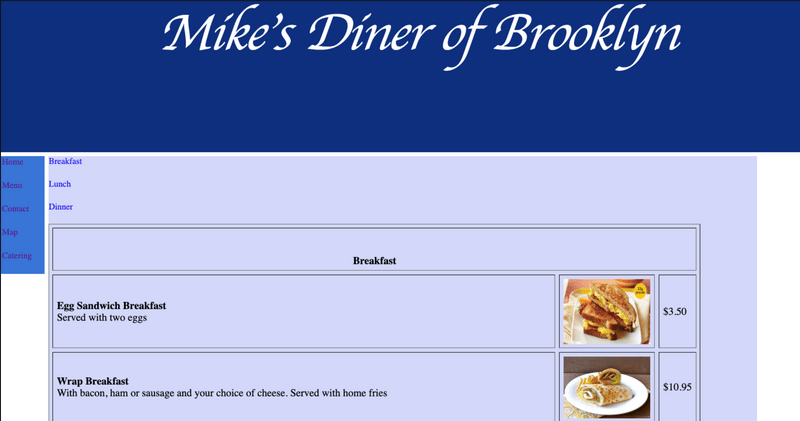 Mike's Diner of Brooklyn
Home
Menu
Contact
Map
Catering
Breakfast
Lunch
Dinner
Breakfast
Egg Sandwich Breakfast
Served with two eggs
$3.50
Wrap Breakfast
With bacon, ham or sausage and your choice of cheese. Served with home fries
$10.95